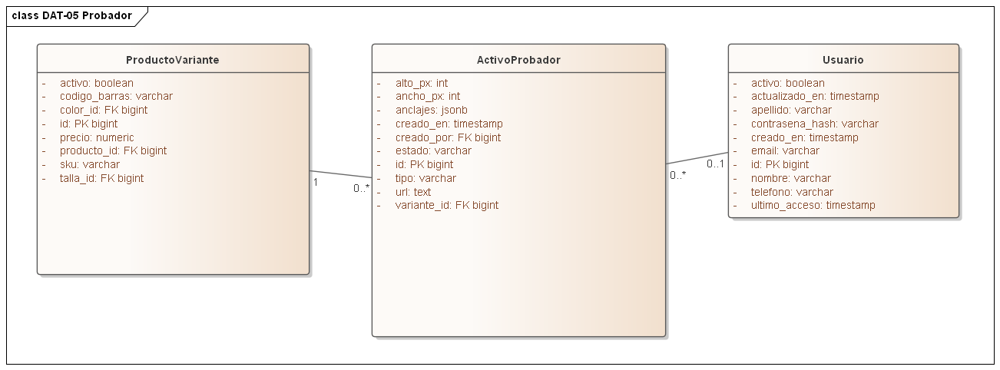 class DAT-05 Probador
ProductoVariante
- activo: boolean
- codigo_barras: varchar
- color_id: FK bigint
- id: PK bigint
- precio: numeric
- producto_id: FK bigint
- sku: varchar
- talla_id: FK bigint
1
0..*
ActivoProbador
- alto_px: int
- ancho_px: int
- anclajes: jsonb
- creado_en: timestamp
- creado_por: FK bigint
- estado: varchar
- id: PK bigint
- tipo: varchar
- url: text
- variante_id: FK bigint
0..*
0..1
Usuario
- activo: boolean
- actualizado_en: timestamp
- apellido: varchar
- contrasena_hash: varchar
- creado_en: timestamp
- email: varchar
- id: PK bigint
- nombre: varchar
- telefono: varchar
- ultimo_acceso: timestamp